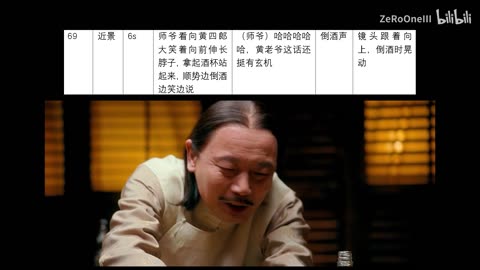 ZeRoOneIII bilibili
69 近景 6s 师爷看向黄四郎 (师爷)哈哈哈哈 倒酒声 镜头跟着向
大笑着向前伸长 哈,黄老爷这话还 上,倒酒时晃
脖子,拿起酒杯站 挺有玄机 动
起来,顺势边倒酒
边笑边说